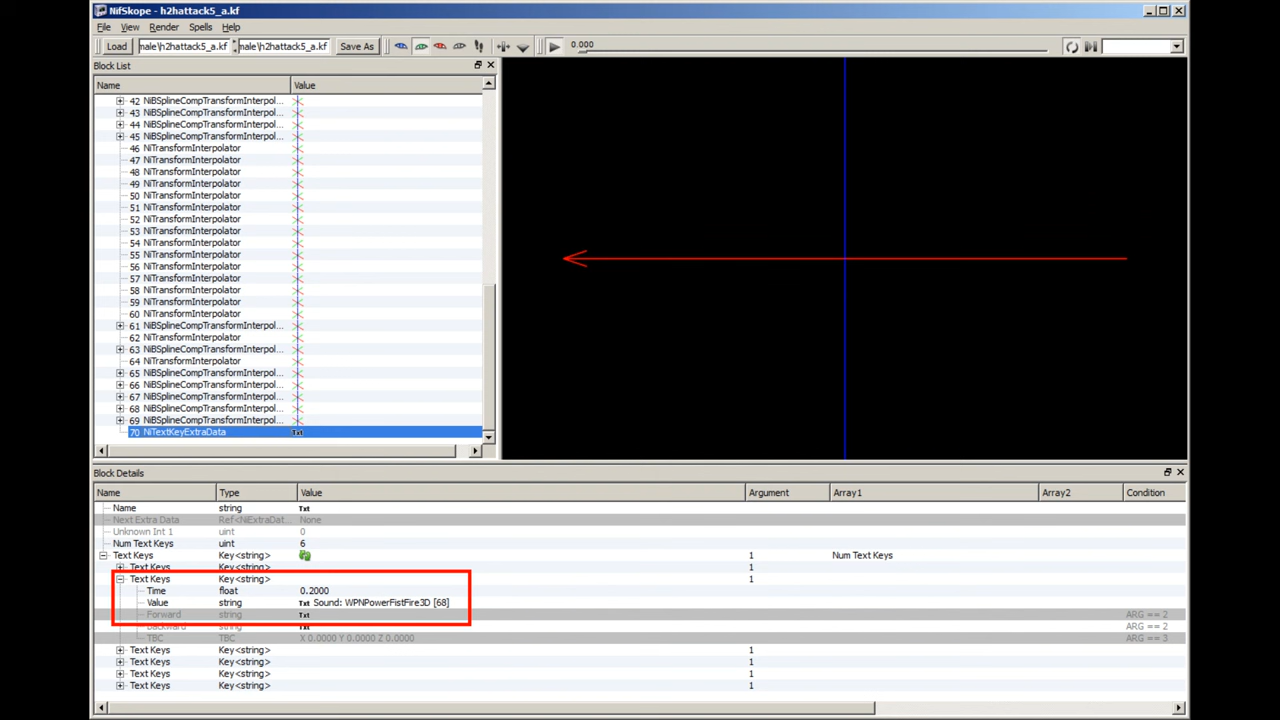 NifSkope - h2hattack5_a.kf
File View Render Spells Help
Load male\h2hattack5_a.kf male\h2hattack5_a.kf Save As 0.000
Block List
Name Value
42 NiBSplineCompTransformInterpol...
43 NiBSplineCompTransformInterpol...
44 NiBSplineCompTransformInterpol...
45 NiBSplineCompTransformInterpol...
46 NiTransformInterpolator
47 NiTransformInterpolator
48 NiTransformInterpolator
49 NiTransformInterpolator
50 NiTransformInterpolator
51 NiTransformInterpolator
52 NiTransformInterpolator
53 NiTransformInterpolator
54 NiTransformInterpolator
55 NiTransformInterpolator
56 NiTransformInterpolator
57 NiTransformInterpolator
58 NiTransformInterpolator
59 NiTransformInterpolator
60 NiTransformInterpolator
61 NiBSplineCompTransformInterpol...
62 NiTransformInterpolator
63 NiBSplineCompTransformInterpol...
64 NiTransformInterpolator
65 NiBSplineCompTransformInterpol...
66 NiBSplineCompTransformInterpol...
67 NiBSplineCompTransformInterpol...
68 NiBSplineCompTransformInterpol...
69 NiBSplineCompTransformInterpol...
70 NiTextKeyExtraData Txt
Block Details
Name Type Value Argument Array1 Array2 Condition
Name string Txt
Next Extra Data Ref<NiExtraDat... None
Unknown Int 1 uint 0
Num Text Keys uint 6
Text Keys Key<string> 1 Num Text Keys
Text Keys Key<string> 1
Text Keys Key<string> 1
Time float 0.2000
Value string Txt Sound: WPNPowerFistFire3D [68]
Forward string Txt ARG == 2
Backward string Txt ARG == 2
TBC TBC X 0.0000 Y 0.0000 Z 0.0000 ARG == 3
Text Keys Key<string> 1
Text Keys Key<string> 1
Text Keys Key<string> 1
Text Keys Key<string> 1